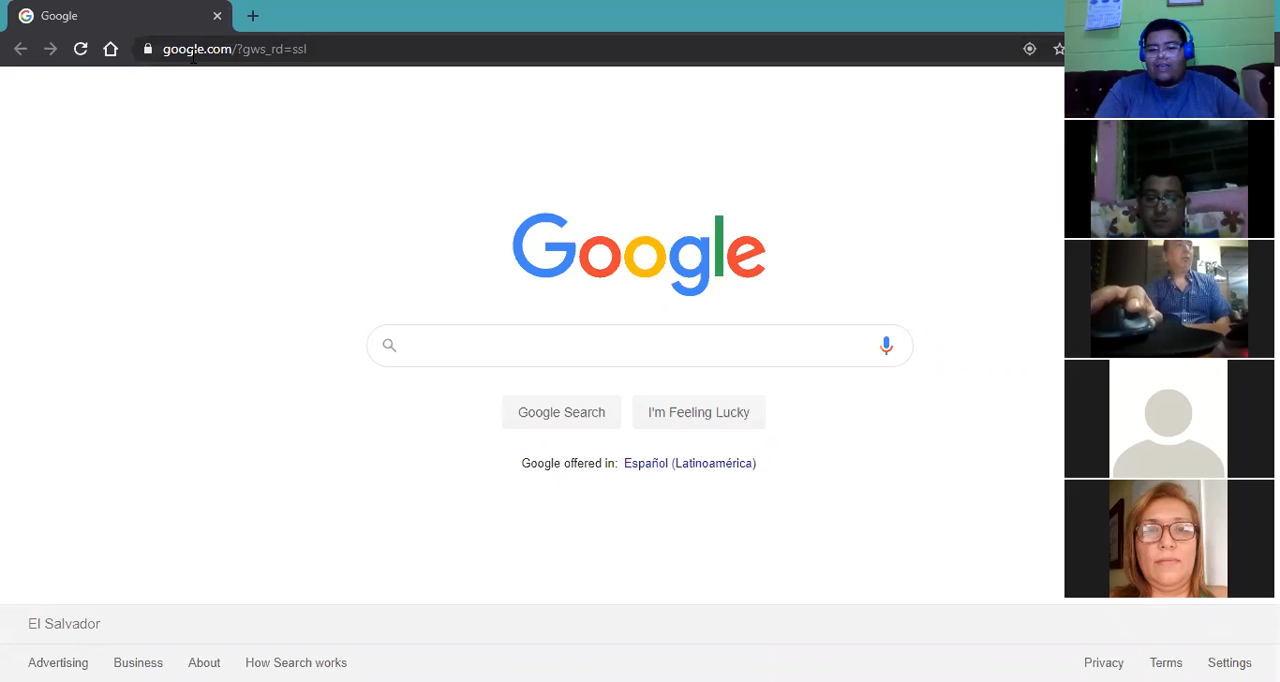 Google
google.com/?gws_rd=ssl
Google
Google Search
I'm Feeling Lucky
Google offered in: Español (Latinoamérica)
El Salvador
Advertising Business About How Search works
Privacy Terms Settings